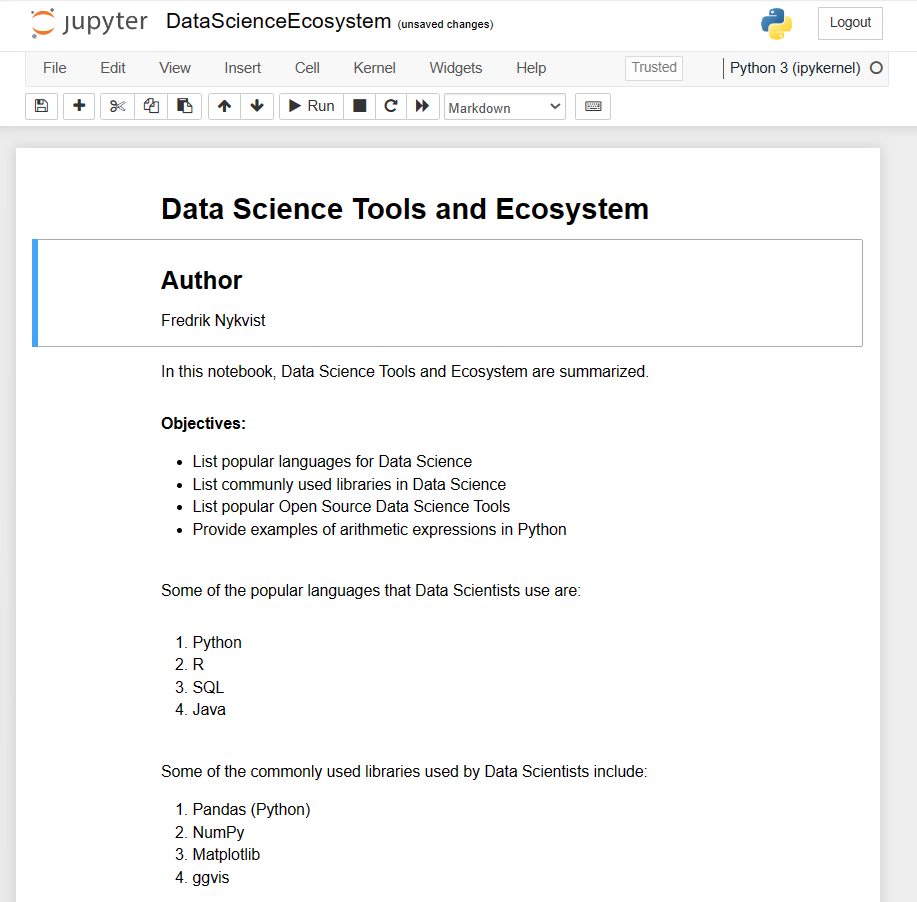 jupyter DataScienceEcosystem (unsaved changes) Logout
File Edit View Insert Cell Kernel Widgets Help Trusted Python 3 (ipykernel)
Run Markdown
Data Science Tools and Ecosystem
Author
Fredrik Nykvist
In this notebook, Data Science Tools and Ecosystem are summarized.
Objectives:
• List popular languages for Data Science
• List communly used libraries in Data Science
• List popular Open Source Data Science Tools
• Provide examples of arithmetic expressions in Python
Some of the popular languages that Data Scientists use are:
1. Python
2. R
3. SQL
4. Java
Some of the commonly used libraries used by Data Scientists include:
1. Pandas (Python)
2. NumPy
3. Matplotlib
4. ggvis